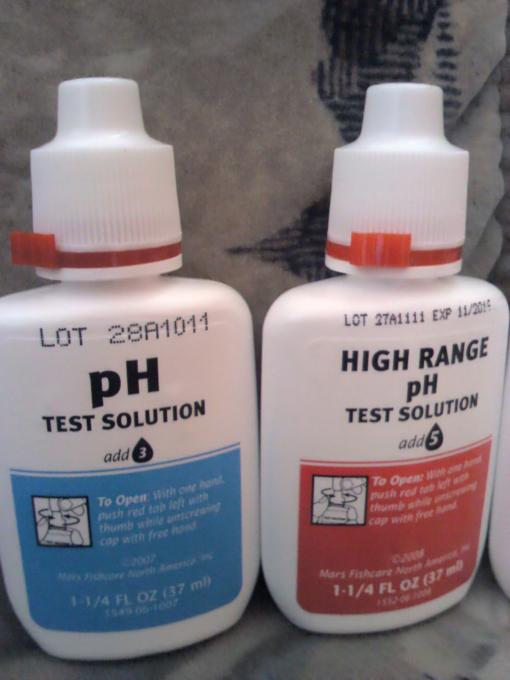 LOT 28A1011
pH
TEST SOLUTION
add 3
To Open: With one hand,
push red tab left with
thumb while unscrewing
cap with free hand.
©2007
Mars Fishcare North America, Inc.
1-1/4 FL OZ (37 ml)
1549-06-1007
LOT 27A1111 EXP 11/2015
HIGH RANGE
pH
TEST SOLUTION
add 5
To Open: With one hand,
push red tab left with
thumb while unscrewing
cap with free hand.
©2008
Mars Fishcare North America, Inc.
1-1/4 FL OZ (37 ml)